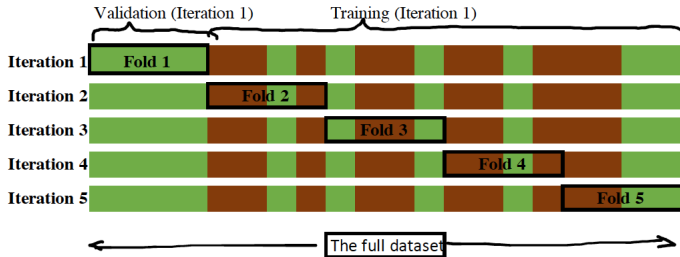 Validation (Iteration 1) Training (Iteration 1)
Iteration 1 Fold 1
Iteration 2 Fold 2
Iteration 3 Fold 3
Iteration 4 Fold 4
Iteration 5 Fold 5
The full dataset